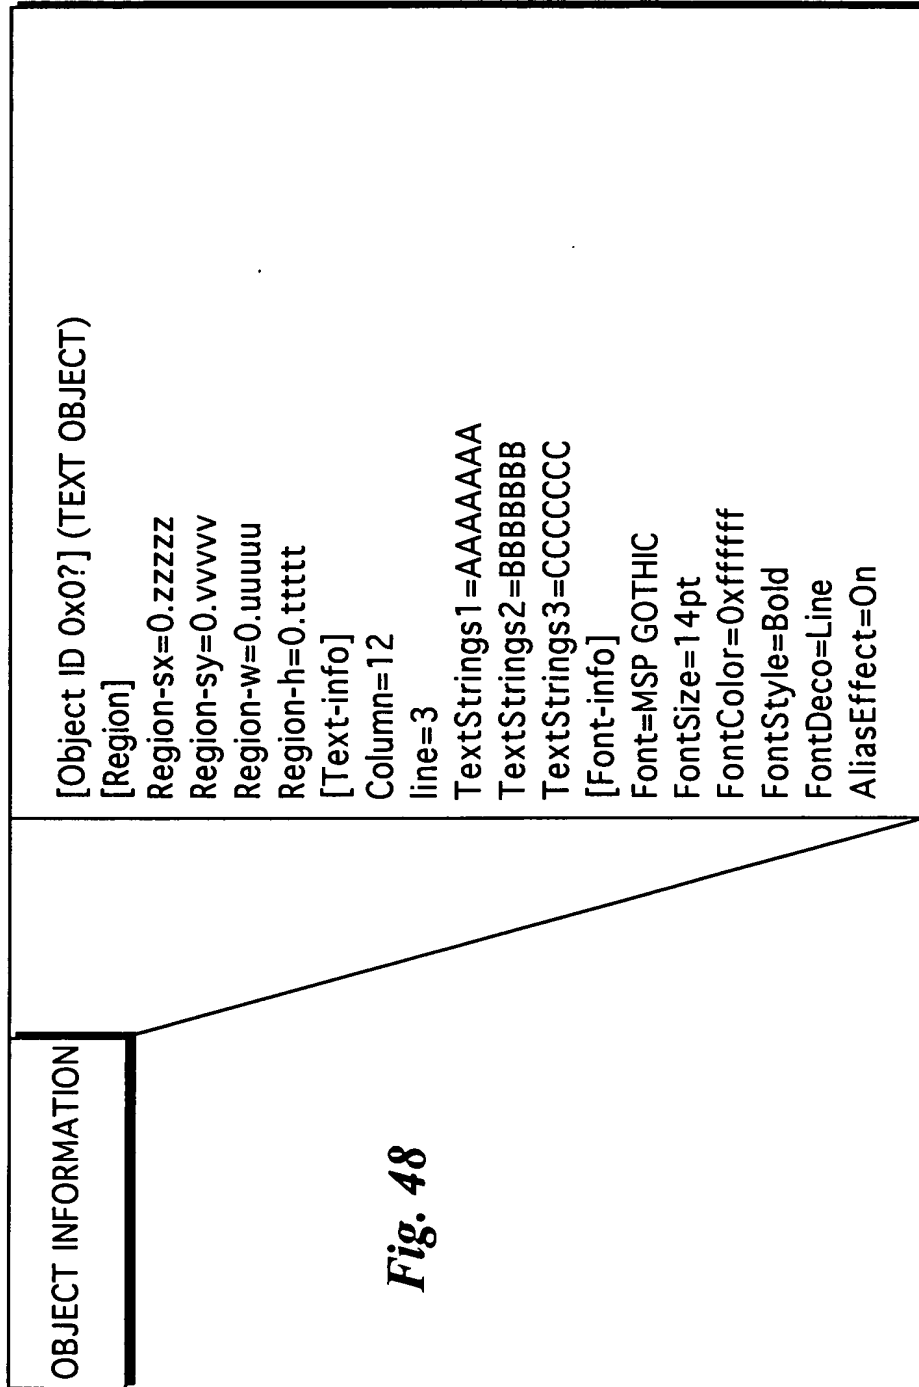 OBJECT INFORMATION
[Object ID 0x0?] (TEXT OBJECT)
[Region]
Region-sx=0.zzzzz
Region-sy=0.vvvvv
Region-w=0.uuuuu
Region-h=0.ttttt
[Text-info]
Column=12
line=3
TextStrings1=AAAAAAA
TextStrings2=BBBBBBB
TextStrings3=CCCCCCC
[Font-info]
Font=MSP GOTHIC
FontSize=14pt
FontColor=0xffffff
FontStyle=Bold
FontDeco=Line
AliasEffect=On
Fig. 48